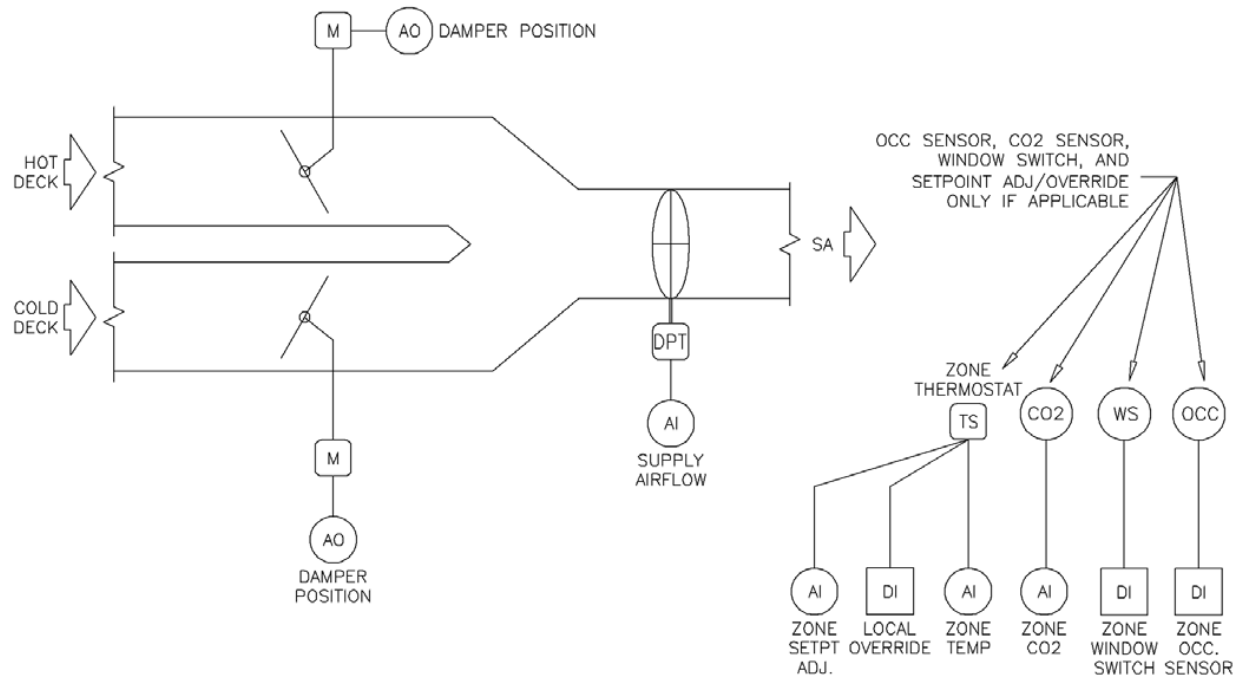 M
AO
DAMPER POSITION
HOT
DECK
COLD
DECK
M
AO
DAMPER
POSITION
DPT
AI
SUPPLY
AIRFLOW
SA
OCC SENSOR, CO2 SENSOR,
WINDOW SWITCH, AND
SETPOINT ADJ/OVERRIDE
ONLY IF APPLICABLE
ZONE
THERMOSTAT
TS
CO2
WS
OCC
AI
ZONE
SETPT
ADJ.
DI
LOCAL
OVERRIDE
AI
ZONE
TEMP
AI
ZONE
CO2
DI
ZONE
WINDOW
SWITCH
DI
ZONE
OCC.
SENSOR